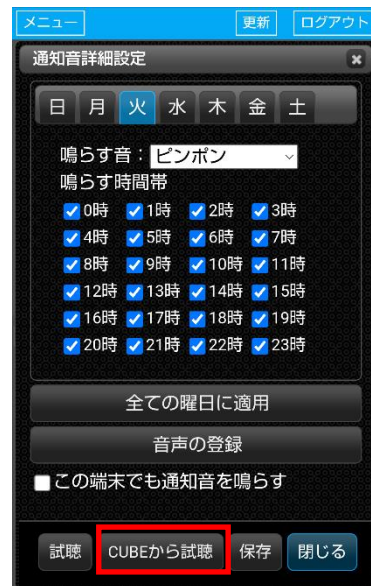 メニュー 更新 ログアウト
通知音詳細設定
日 月 火 水 木 金 土
鳴らす音：ピンポン
鳴らす時間帯
0時 1時 2時 3時
4時 5時 6時 7時
8時 9時 10時 11時
12時 13時 14時 15時
16時 17時 18時 19時
20時 21時 22時 23時
全ての曜日に適用
音声の登録
この端末でも通知音を鳴らす
試聴 CUBEから試聴 保存 閉じる